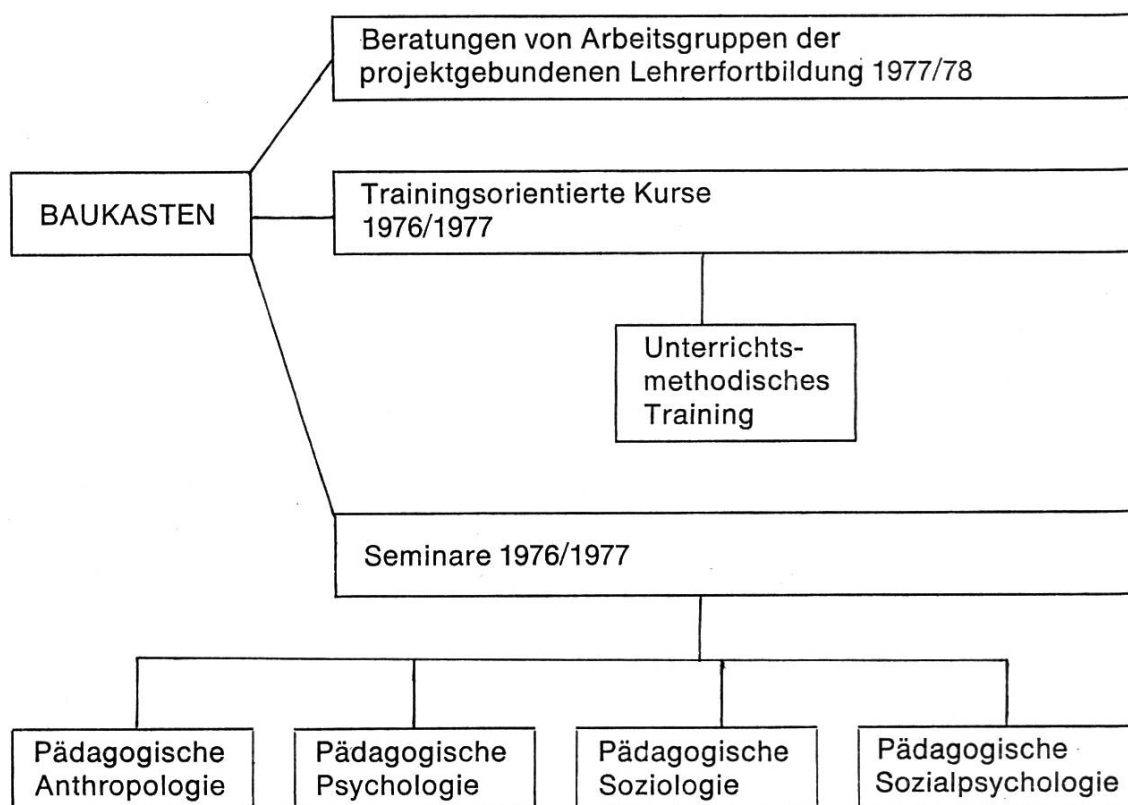 Beratungen von Arbeitsgruppen der
projektgebundenen Lehrerfortbildung 1977/78
BAUKASTEN
Trainingsorientierte Kurse
1976/1977
Unterrichts-
methodisches
Training
Seminare 1976/1977
Pädagogische
Anthropologie
Pädagogische
Psychologie
Pädagogische
Soziologie
Pädagogische
Sozialpsychologie